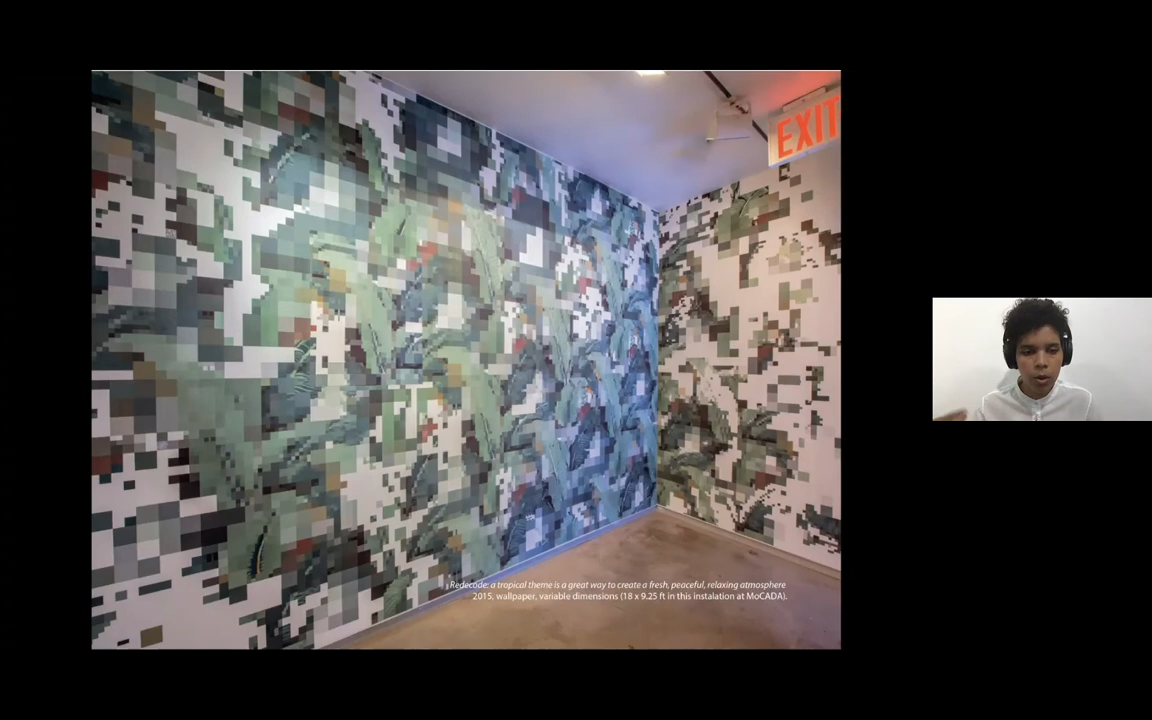 EXIT
Redecode: a tropical theme is a great way to create a fresh, peaceful, relaxing atmosphere
2015, wallpaper, variable dimensions (18 x 9.25 ft in this instalation at MoCADA).